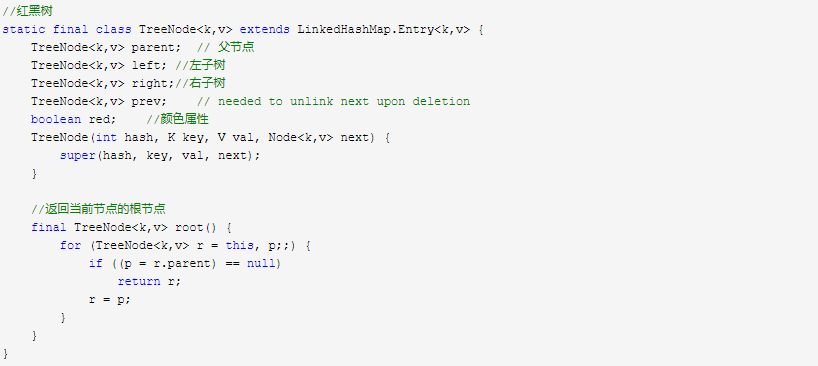 //红黑树
static final class TreeNode<k,v> extends LinkedHashMap.Entry<k,v> {
    TreeNode<k,v> parent;  // 父节点
    TreeNode<k,v> left; //左子树
    TreeNode<k,v> right;//右子树
    TreeNode<k,v> prev;    // needed to unlink next upon deletion
    boolean red;    //颜色属性
    TreeNode(int hash, K key, V val, Node<k,v> next) {
        super(hash, key, val, next);
    }

    //返回当前节点的根节点
    final TreeNode<k,v> root() {
        for (TreeNode<k,v> r = this, p;;) {
            if ((p = r.parent) == null)
                return r;
            r = p;
        }
    }
}